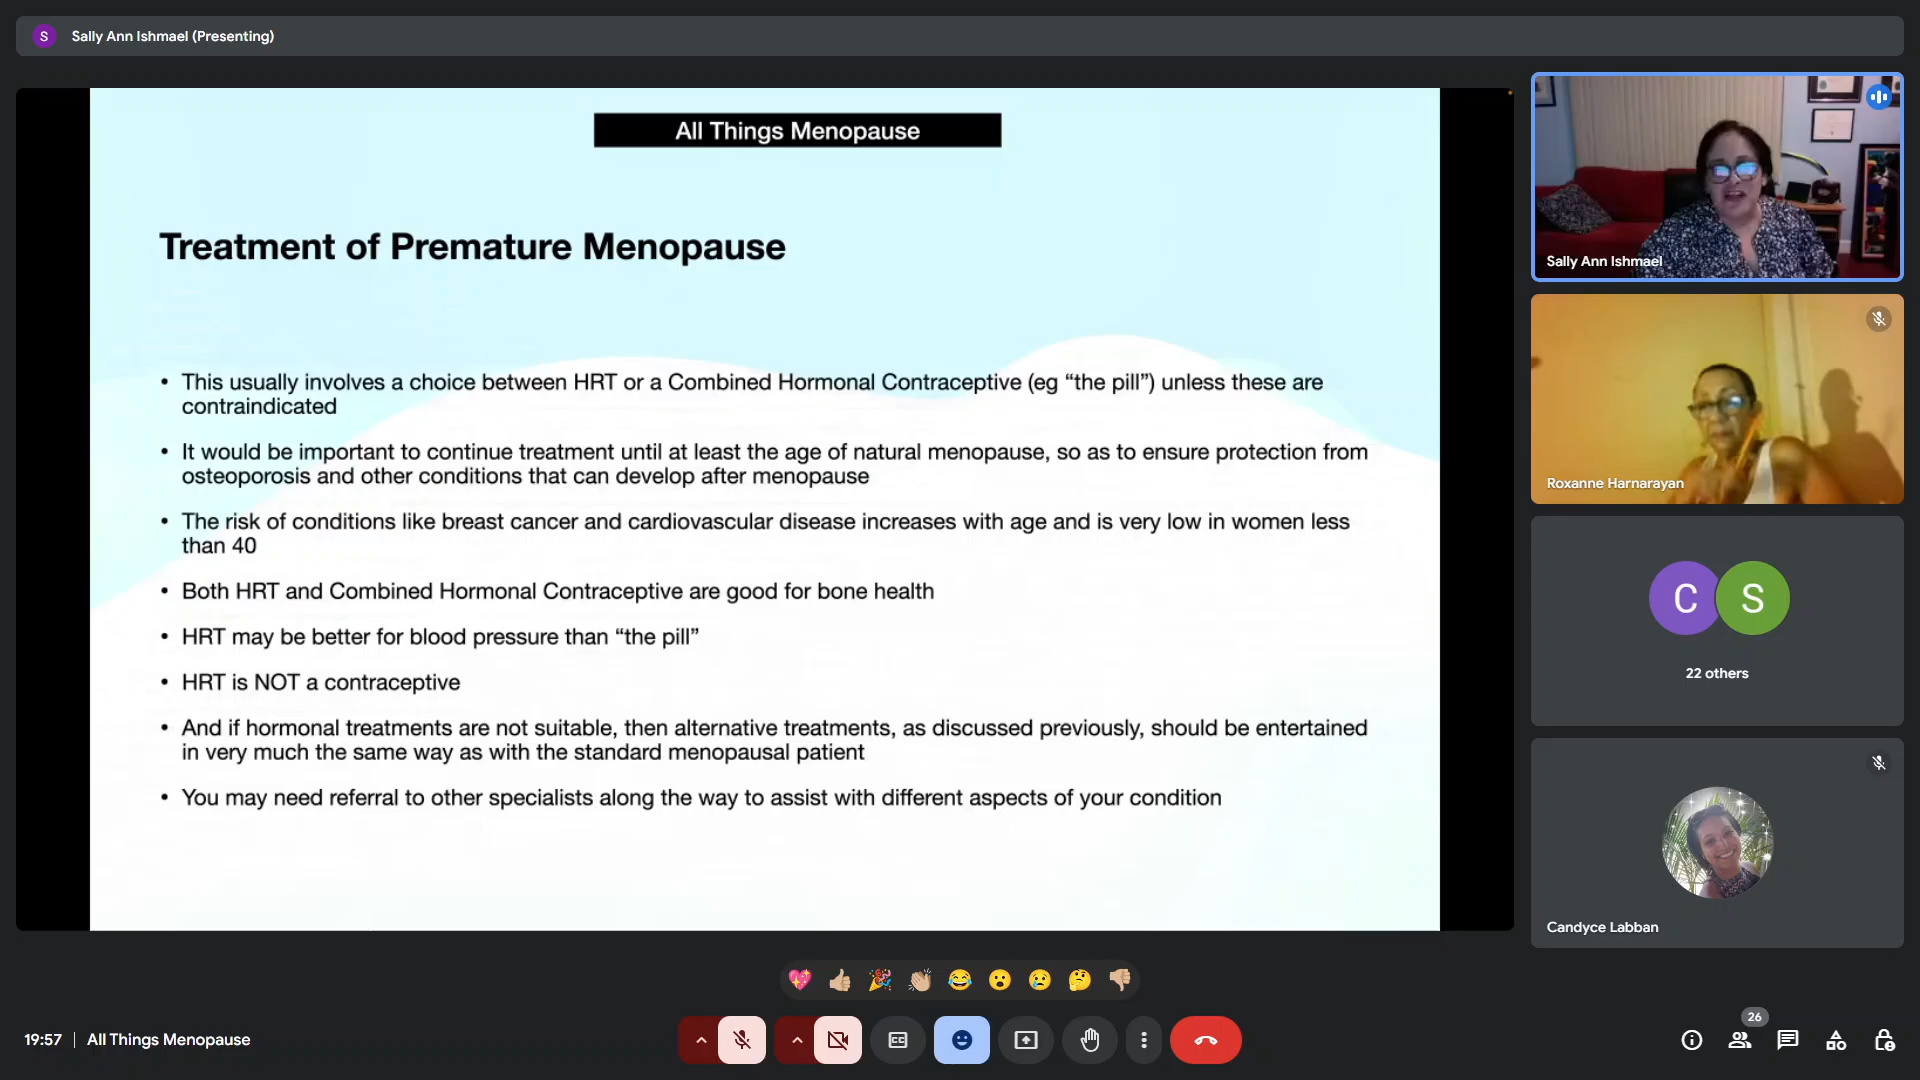 S Sally Ann Ishmael (Presenting)
All Things Menopause
Treatment of Premature Menopause
• This usually involves a choice between HRT or a Combined Hormonal Contraceptive (eg “the pill”) unless these are
contraindicated
• It would be important to continue treatment until at least the age of natural menopause, so as to ensure protection from
osteoporosis and other conditions that can develop after menopause
• The risk of conditions like breast cancer and cardiovascular disease increases with age and is very low in women less
than 40
• Both HRT and Combined Hormonal Contraceptive are good for bone health
• HRT may be better for blood pressure than “the pill”
• HRT is NOT a contraceptive
• And if hormonal treatments are not suitable, then alternative treatments, as discussed previously, should be entertained
in very much the same way as with the standard menopausal patient
• You may need referral to other specialists along the way to assist with different aspects of your condition
Sally Ann Ishmael
Roxanne Harnarayan
C S
22 others
Candyce Labban
19:57 | All Things Menopause
CC
26